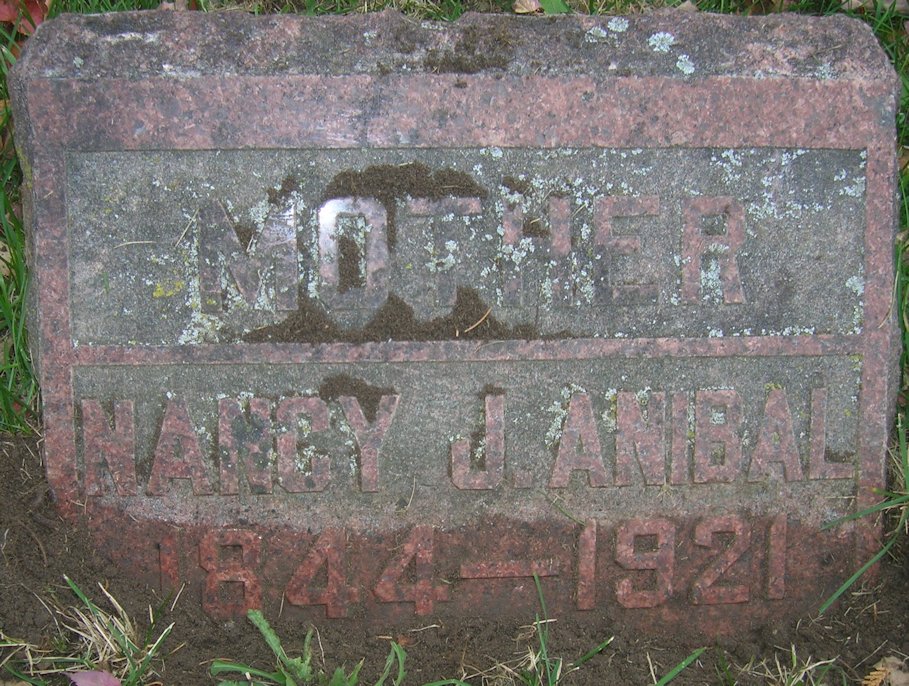 MOTHER
NANCY J. ANIBAL
1844—1921